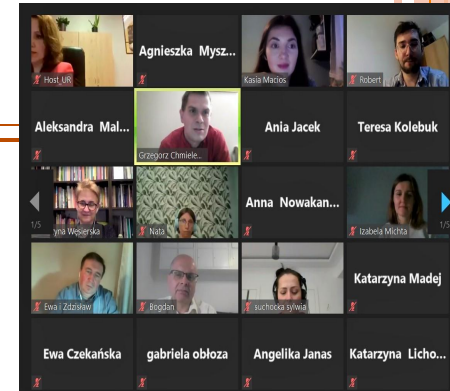 Host_UR
Agnieszka Mysz...
Kasia Macios
Robert
Aleksandra Mal...
Grzegorz Chmiele...
Ania Jacek
Teresa Kolebuk
1/5
yna Węsierska
Nata
Anna Nowakan...
Izabela Michta
1/5
Ewa i Zdzisław
Bogdan
suchocka sylwia
Katarzyna Madej
Ewa Czekańska
gabriela obłoza
Angelika Janas
Katarzyna Licho...